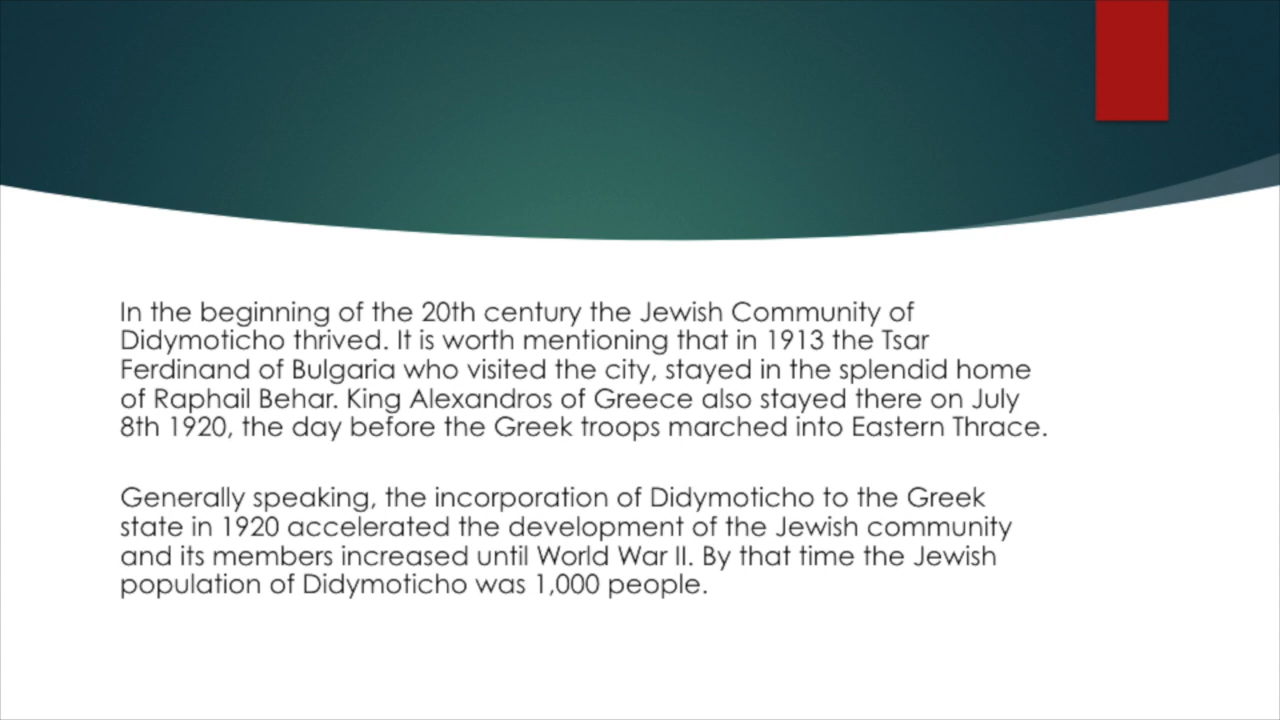 In the beginning of the 20th century the Jewish Community of
Didymoticho thrived. It is worth mentioning that in 1913 the Tsar
Ferdinand of Bulgaria who visited the city, stayed in the splendid home
of Raphail Behar. King Alexandros of Greece also stayed there on July
8th 1920, the day before the Greek troops marched into Eastern Thrace.
Generally speaking, the incorporation of Didymoticho to the Greek
state in 1920 accelerated the development of the Jewish community
and its members increased until World War II. By that time the Jewish
population of Didymoticho was 1,000 people.